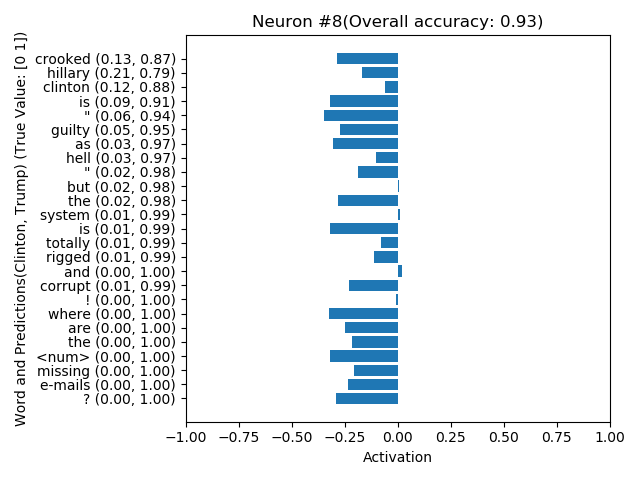 Neuron #8(Overall accuracy: 0.93)
Word and Predictions(Clinton, Trump) (True Value: [0 1])
crooked (0.13, 0.87)
hillary (0.21, 0.79)
clinton (0.12, 0.88)
is (0.09, 0.91)
" (0.06, 0.94)
guilty (0.05, 0.95)
as (0.03, 0.97)
hell (0.03, 0.97)
" (0.02, 0.98)
but (0.02, 0.98)
the (0.02, 0.98)
system (0.01, 0.99)
is (0.01, 0.99)
totally (0.01, 0.99)
rigged (0.01, 0.99)
and (0.00, 1.00)
corrupt (0.01, 0.99)
! (0.00, 1.00)
where (0.00, 1.00)
are (0.00, 1.00)
the (0.00, 1.00)
<num> (0.00, 1.00)
missing (0.00, 1.00)
e-mails (0.00, 1.00)
? (0.00, 1.00)
−1.00 −0.75 −0.50 −0.25 0.00 0.25 0.50 0.75 1.00
Activation